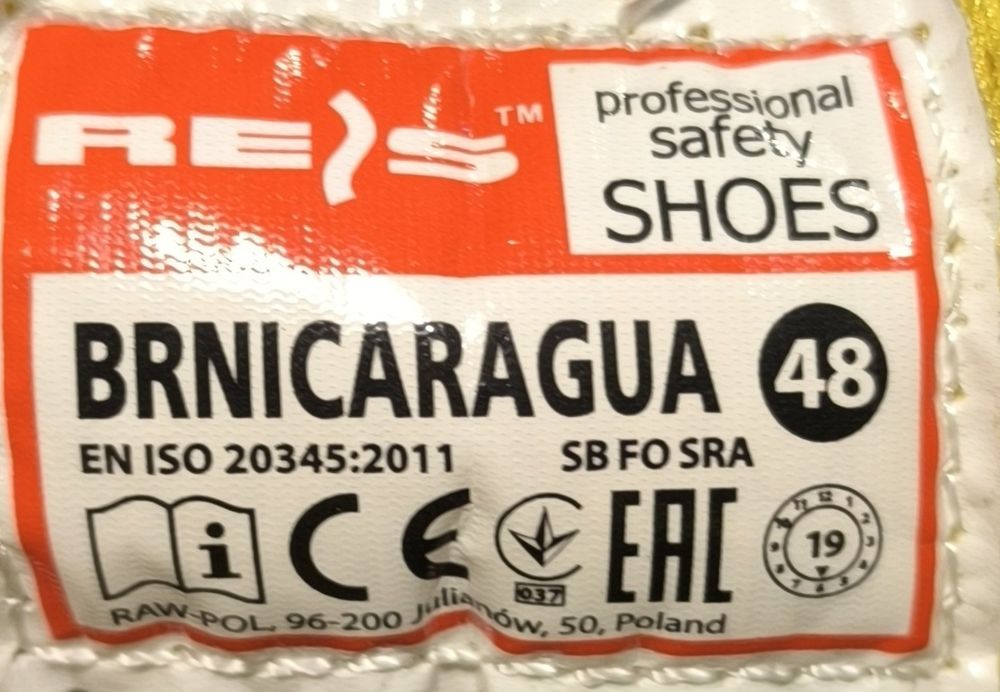 REIS™
professional
safety
SHOES
BRNICARAGUA 48
EN ISO 20345:2011 SB FO SRA
i CE 037 EAC 19
RAW-POL, 96-200 Julianów, 50, Poland